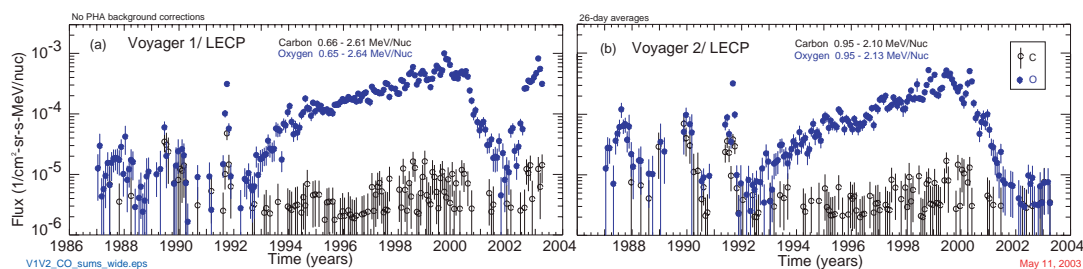 No PHA background corrections
26-day averages
(a) Voyager 1/ LECP
Carbon 0.66 - 2.61 MeV/Nuc
Oxygen 0.65 - 2.64 MeV/Nuc
(b) Voyager 2/ LECP
Carbon 0.95 - 2.10 MeV/Nuc
Oxygen 0.95 - 2.13 MeV/Nuc
C
O
Flux (1/cm²-sr-s-MeV/nuc)
10⁻³
10⁻⁴
10⁻⁵
10⁻⁶
1986 1988 1990 1992 1994 1996 1998 2000 2002 2004
1988 1990 1992 1994 1996 1998 2000 2002 2004
Time (years)
Time (years)
V1V2_CO_sums_wide.eps
May 11, 2003